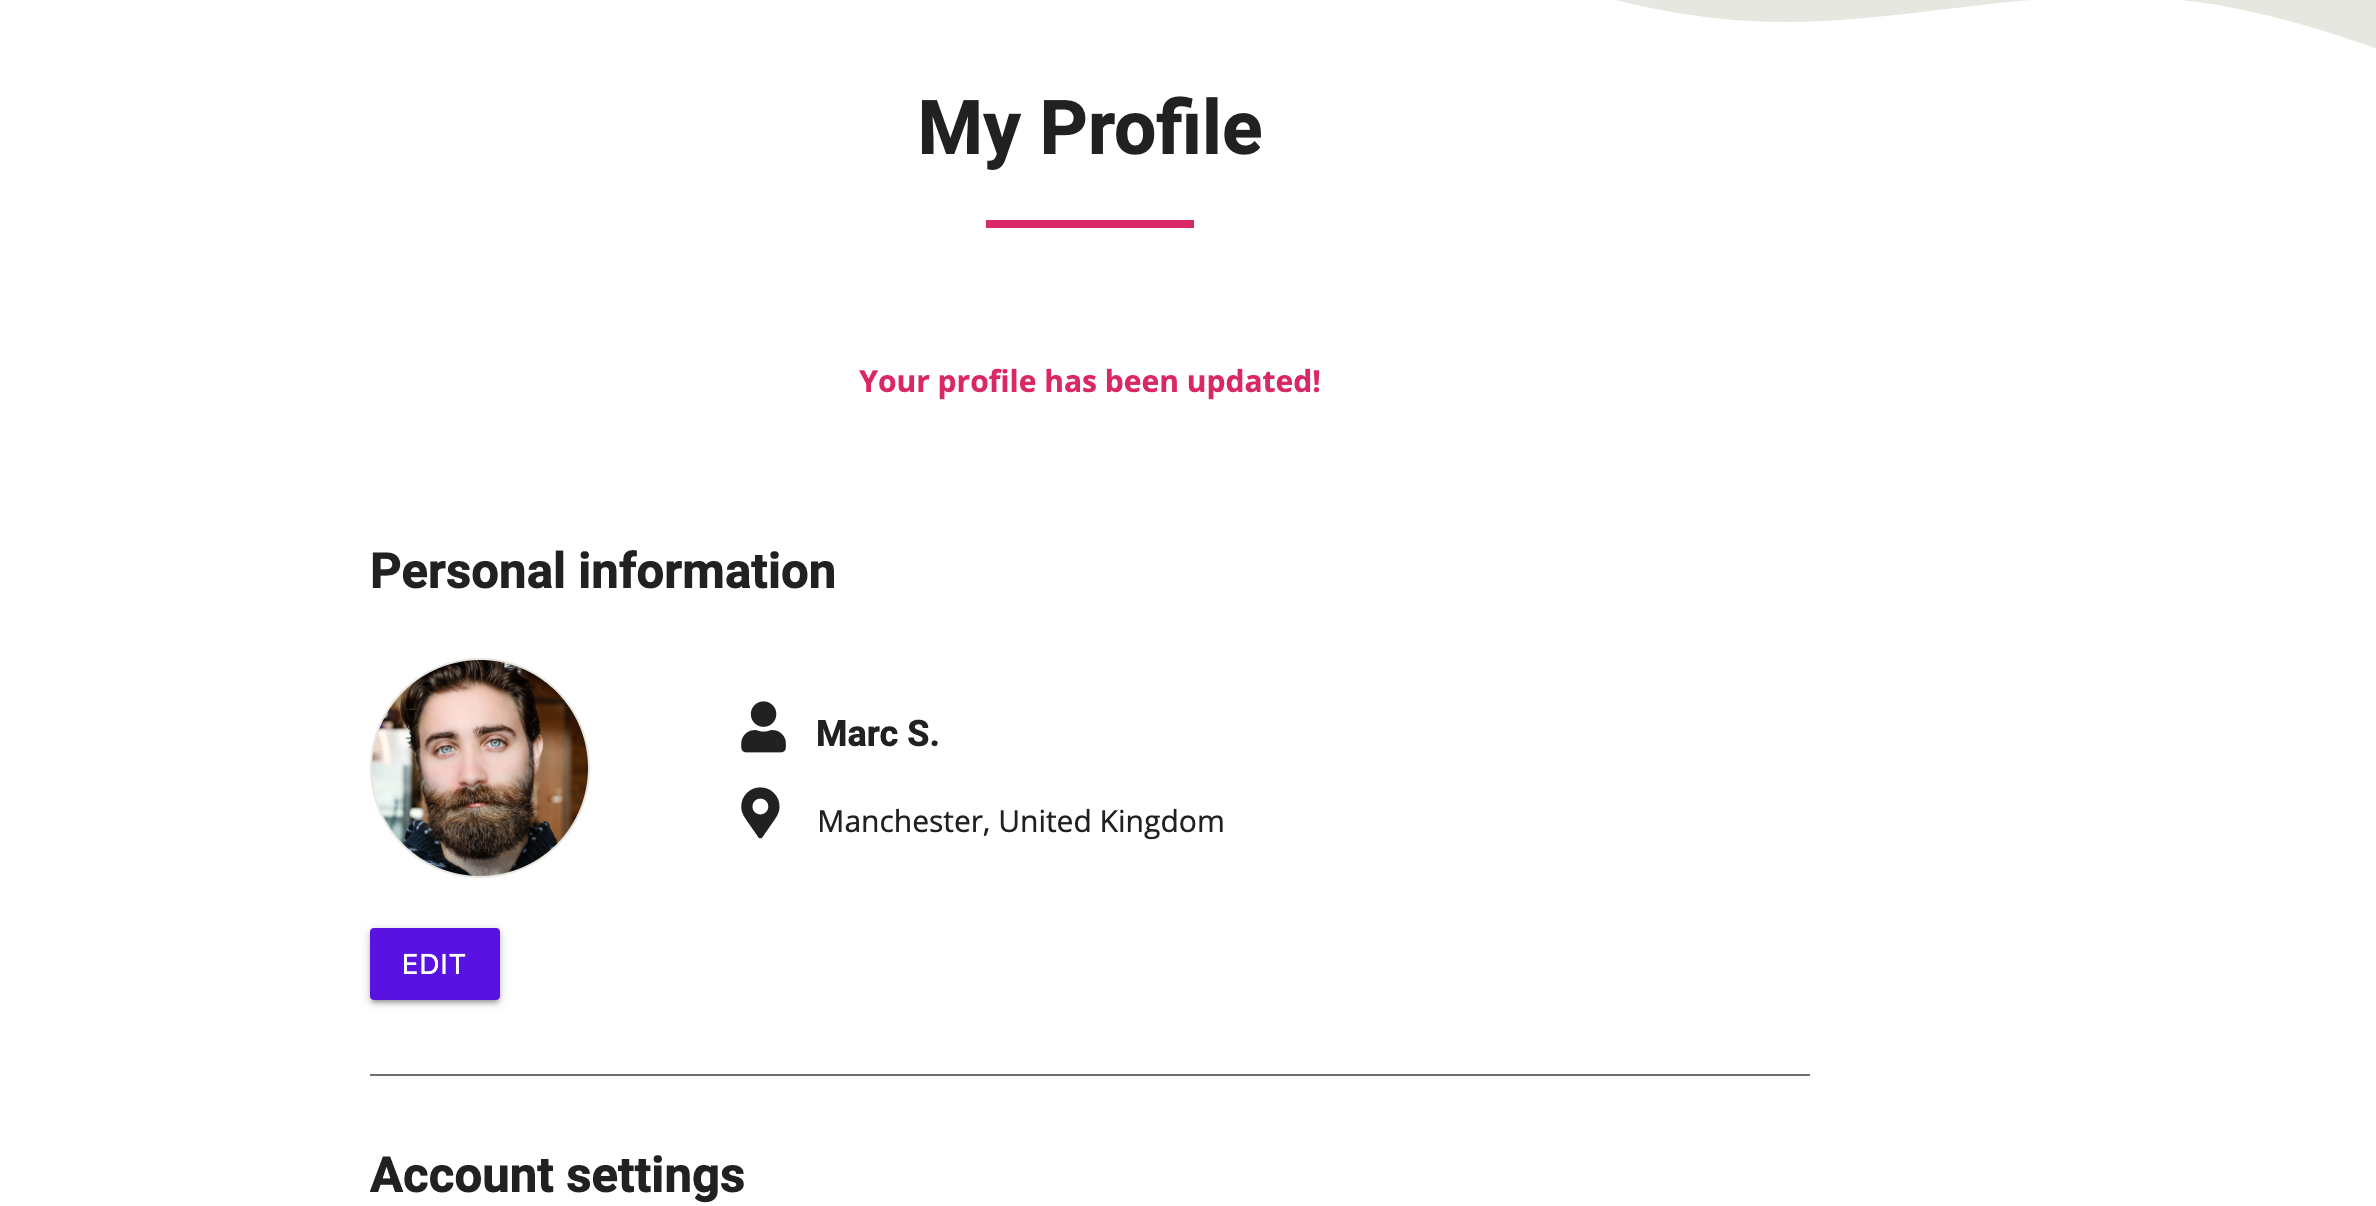 My Profile
Your profile has been updated!
Personal information
Marc S.
Manchester, United Kingdom
EDIT
Account settings